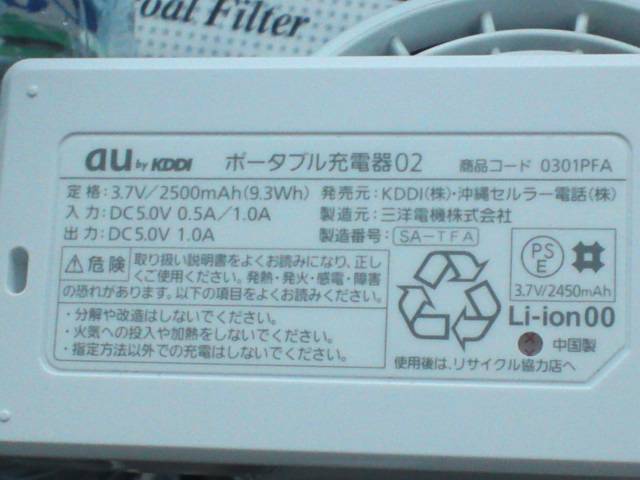 oal Filter
au by KDDI ポータブル充電器02 商品コード 0301PFA
定格：3.7V/2500mAh(9.3Wh) 発売元：KDDI(株)・沖縄セルラー電話(株)
入力：DC5.0V 0.5A/1.0A 製造元：三洋電機株式会社
出力：DC5.0V 1.0A 製造番号：SA-TFA
⚠危険 取り扱い説明書をよくお読みになり、正し
くご使用ください。発熱・発火・感電・障害
の恐れがあります。以下の項目をよくお読みください。
・分解や改造はしないでください。
・火気への投入や加熱をしないでください。
・指定方法以外での充電はしないでください。
PS
E
3.7V/2450mAh
Li-ion00
中国製
使用後は、リサイクル協力店へ